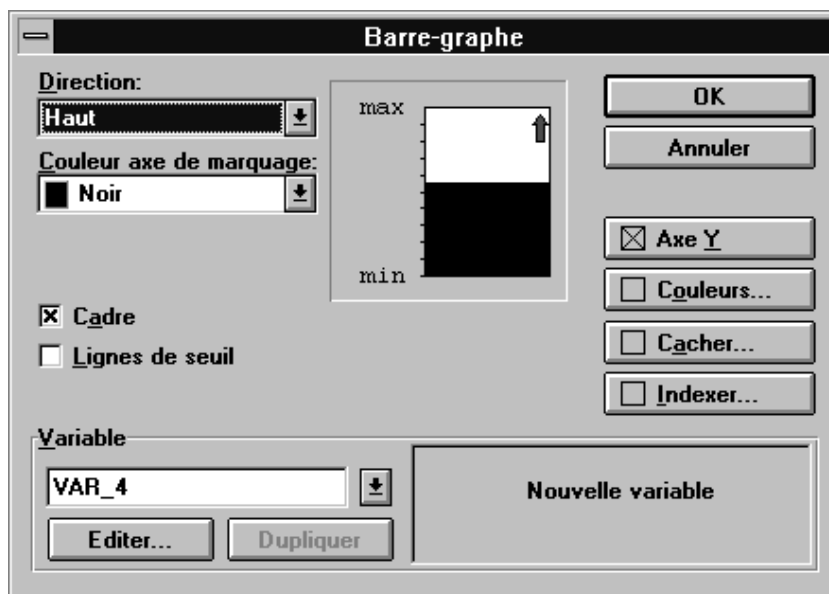 Barre-graphe
Direction:
Haut
Couleur axe de marquage:
Noir
max
min
OK
Annuler
Axe Y
Couleurs...
Cacher...
Indexer...
Cadre
Lignes de seuil
Variable
VAR_4
Editer...
Dupliquer
Nouvelle variable